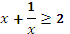 x + 1/x ≥ 2